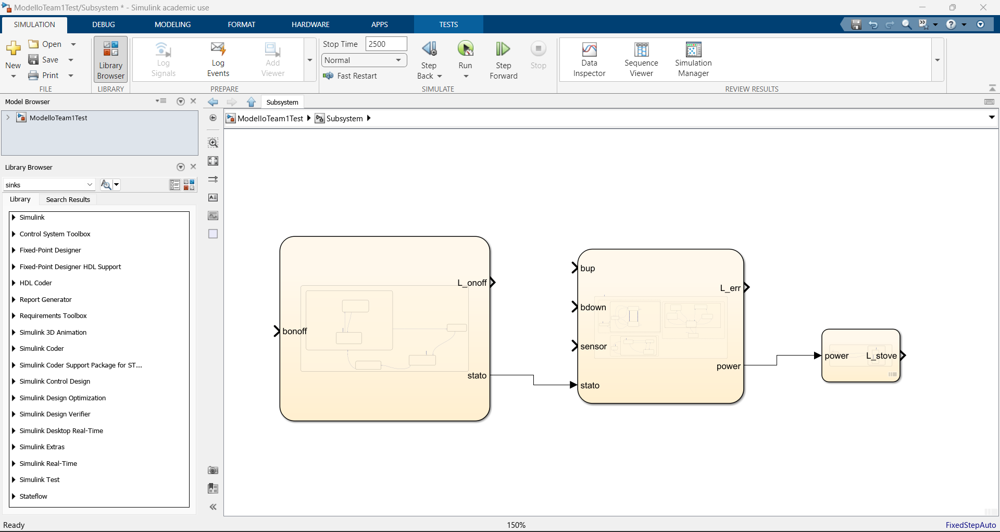 ModelloTeam1Test/Subsystem * - Simulink academic use
SIMULATION
DEBUG
MODELING
FORMAT
HARDWARE
APPS
TESTS
New
Open
Save
Print
FILE
Library
Browser
LIBRARY
Log
Signals
Log
Events
Add
Viewer
PREPARE
Stop Time
2500
Normal
Fast Restart
Step
Back
Run
Step
Forward
Stop
SIMULATE
Data
Inspector
Sequence
Viewer
Simulation
Manager
REVIEW RESULTS
Model Browser
ModelloTeam1Test
Library Browser
sinks
Library
Search Results
Simulink
Control System Toolbox
Fixed-Point Designer
Fixed-Point Designer HDL Support
HDL Coder
Report Generator
Requirements Toolbox
Simulink 3D Animation
Simulink Coder
Simulink Coder Support Package for ST...
Simulink Control Design
Simulink Design Optimization
Simulink Design Verifier
Simulink Desktop Real-Time
Simulink Extras
Simulink Real-Time
Simulink Test
Stateflow
Subsystem
ModelloTeam1Test
Subsystem
bonoff
L_onoff
stato
bup
bdown
sensor
stato
L_err
power
power
L_stove
Ready
150%
FixedStepAuto